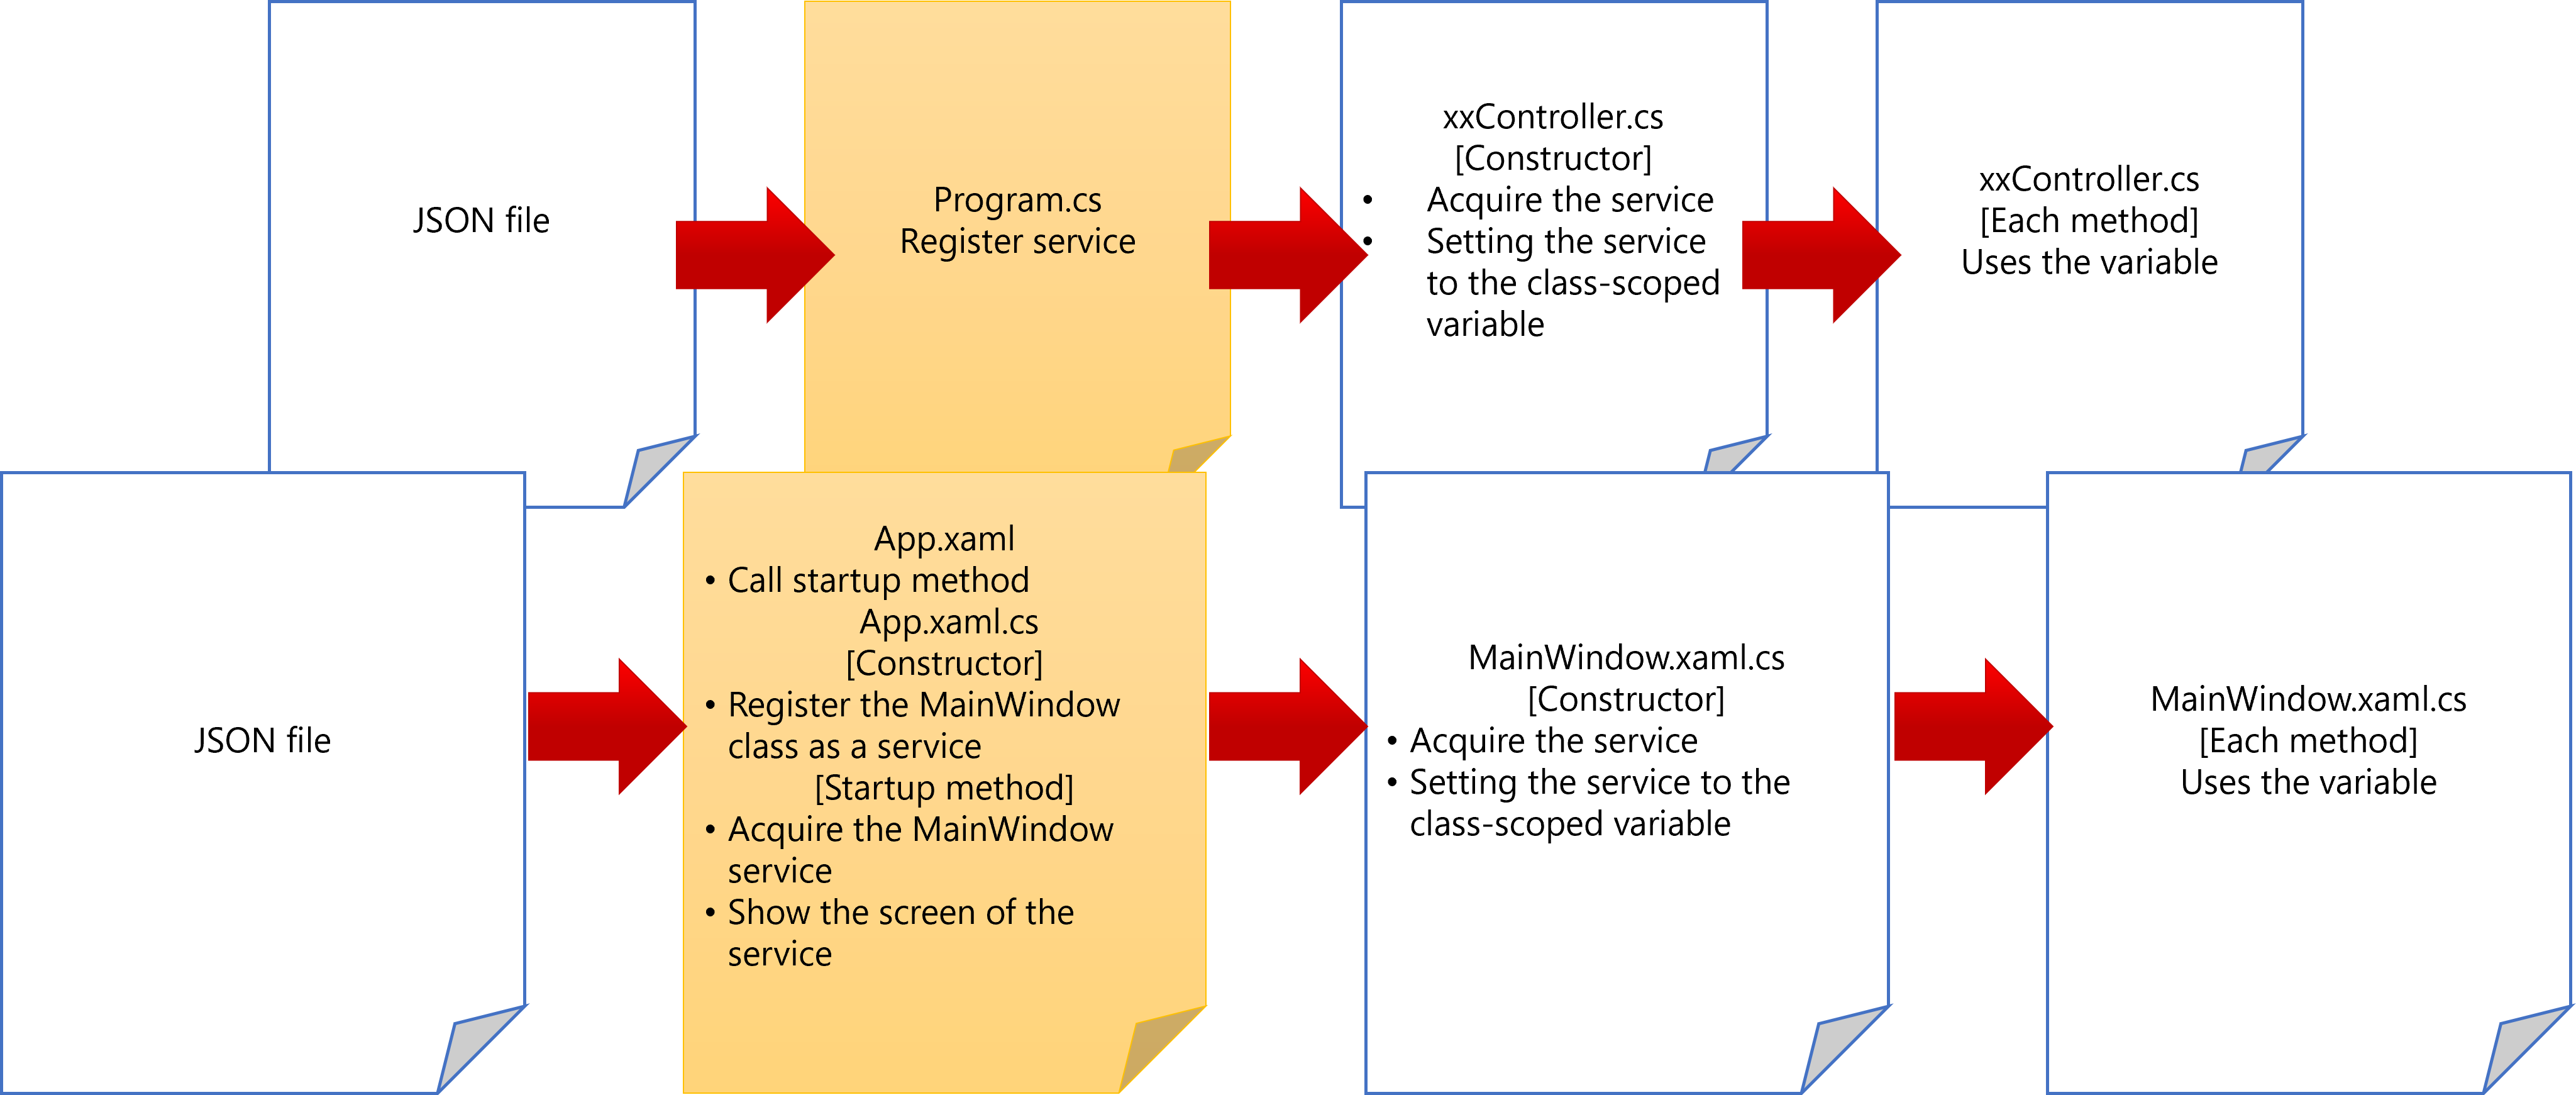 JSON file
Program.cs
Register service
xxController.cs
[Constructor]
• Acquire the service
• Setting the service
to the class-scoped
variable
xxController.cs
[Each method]
Uses the variable
JSON file
App.xaml
• Call startup method
App.xaml.cs
[Constructor]
• Register the MainWindow
class as a service
[Startup method]
• Acquire the MainWindow
service
• Show the screen of the
service
MainWindow.xaml.cs
[Constructor]
• Acquire the service
• Setting the service to the
class-scoped variable
MainWindow.xaml.cs
[Each method]
Uses the variable